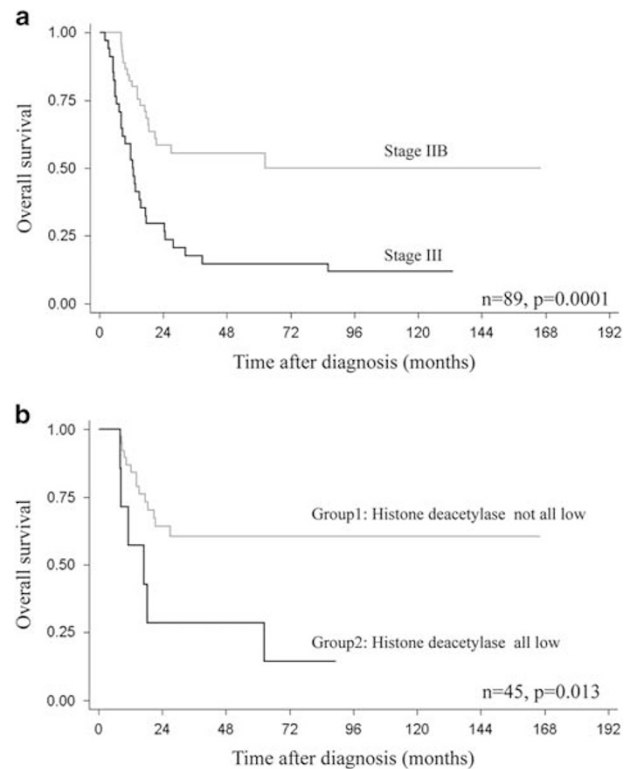 a
1.00
0.75
0.50
0.25
0.00
Overall survival
Stage IIB
Stage III
n=89, p=0.0001
0 24 48 72 96 120 144 168 192
Time after diagnosis (months)
b
1.00
0.75
0.50
0.25
0.00
Overall survival
Group1: Histone deacetylase not all low
Group2: Histone deacetylase all low
n=45, p=0.013
0 24 48 72 96 120 144 168 192
Time after diagnosis (months)